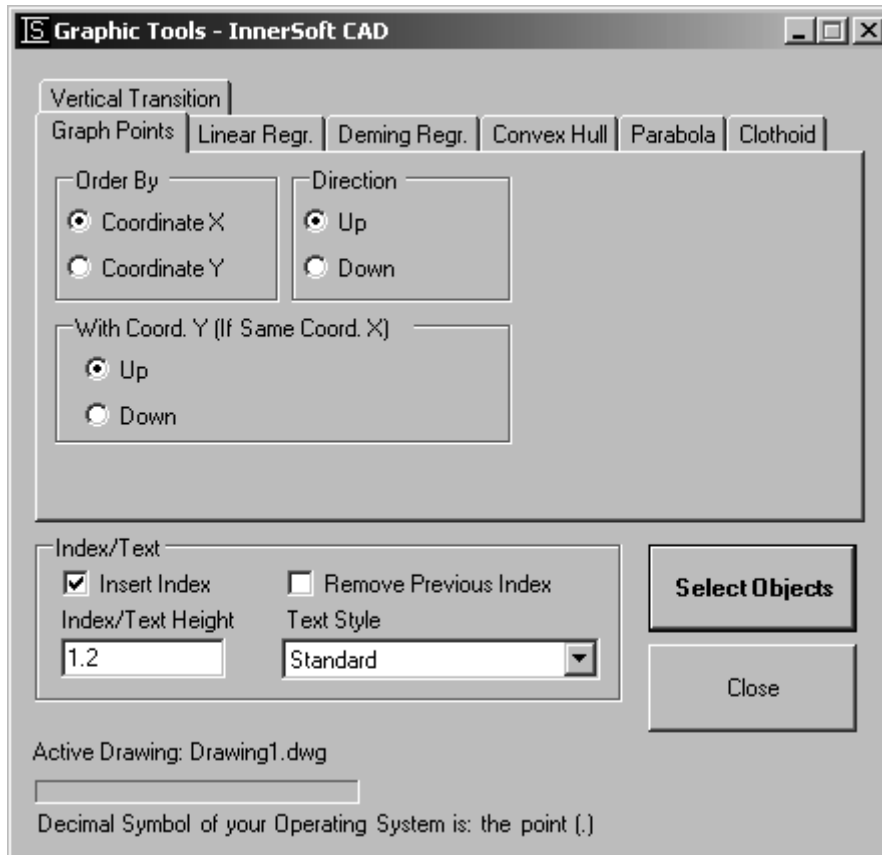 IS Graphic Tools - InnerSoft CAD
Vertical Transition
Graph Points Linear Regr. Deming Regr. Convex Hull Parabola Clothoid
Order By Direction
Coordinate X Up
Coordinate Y Down
With Coord. Y (If Same Coord. X)
Up
Down
Index/Text
Insert Index Remove Previous Index Select Objects
Index/Text Height Text Style
1.2 Standard
Close
Active Drawing: Drawing1.dwg
Decimal Symbol of your Operating System is: the point (.)